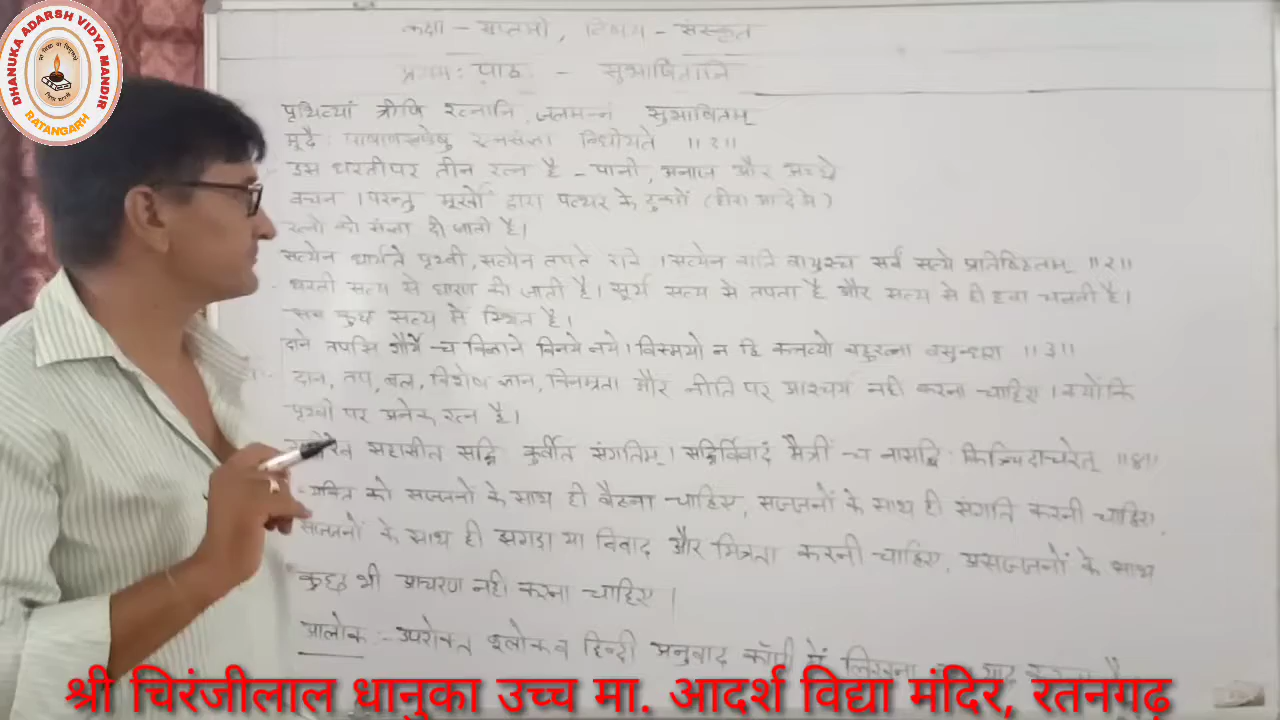 DHANUKA ADARSH VIDYA MANDIR
RATANGARH
कक्षा - सप्तमी, विषय - संस्कृत
प्रथमः पाठः - सुभाषितानि
पृथिव्यां त्रीणि रत्नानि जलमन्नं सुभाषितम्
मूढैः पाषाणखण्डेषु रत्नसंज्ञा विधीयते ॥१॥
उस धरती पर तीन रत्न है - पानी, अनाज और अच्छे
वचन । परन्तु मूर्खों द्वारा पत्थर के टुकडों (हीरा आदि मे)
रत्नो को संज्ञा दी जाती है।
सत्येन धार्यते पृथ्वी, सत्येन तपते रवि । सत्येन वाति वायुश्च सर्वं सत्ये प्रतिष्ठितम् ॥२॥
धरती सत्य से धारण की जाती है। सूर्य सत्य से तपता है और सत्य से ही हवा चलती है।
सब कुछ सत्य में स्थित है।
दाने तपसि शौर्ये च विज्ञाने विनये नये। विस्मयो न हि कर्त्तव्यो बहुरत्ना वसुन्धरा ॥३॥
दान, तप, बल, विशेष ज्ञान, विनम्रता और नीति पर आश्चर्य नही करना चाहिए । क्योंकि
पृथ्वी पर अनेक रत्न है।
सहासीत सद्भि कुर्वीत संगतिम्। सद्भिर्विवादं मैत्रीं च नासद्भिः किञ्चिदाचरेत् ॥४॥
व्यक्ति को सज्जनों के साथ ही बैठना चाहिए, सज्जनों के साथ ही संगति करनी चाहिए,
सज्जनों के साथ ही झगडा या विवाद और मित्रता करनी चाहिए, असज्जनों के साथ
कुछ भी आचरण नही करना चाहिए ।
आलोक :- उपरोक्त श्लोक व हिन्दी अनुवाद कॉपी में लिखना याद करना है
श्री चिरंजीलाल धानुका उच्च मा. आदर्श विद्या मंदिर, रतनगढ़